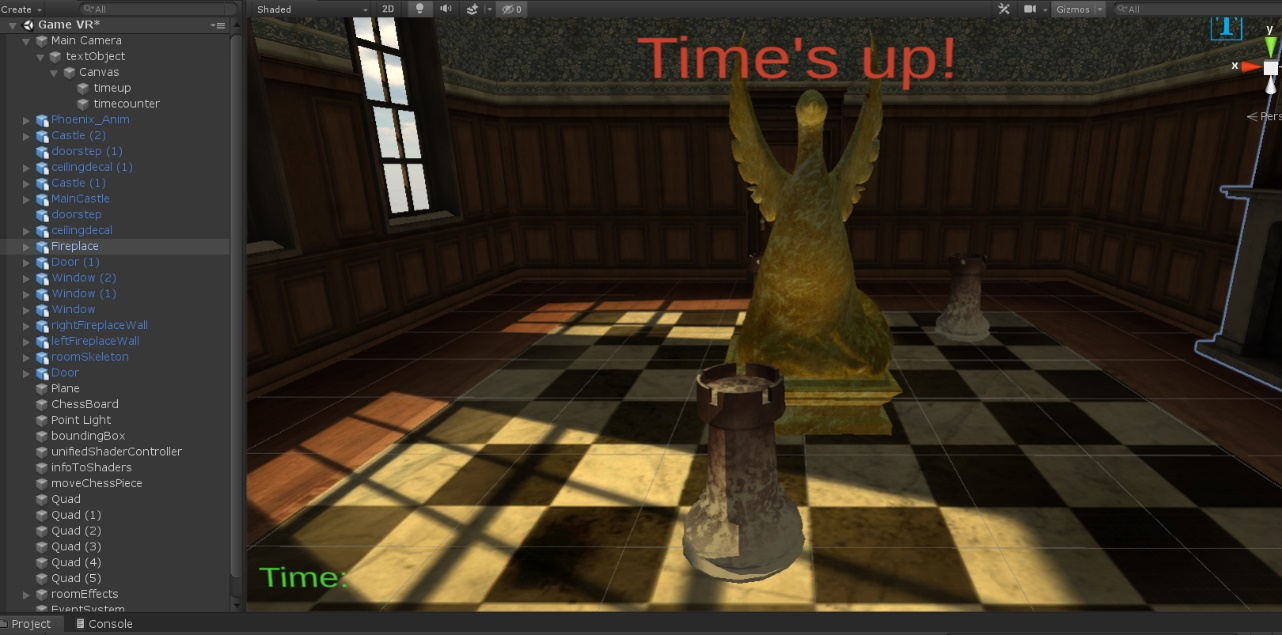 Create
All
Shaded
2D
0
Gizmos
All
Game VR*
Main Camera
textObject
Canvas
timeup
timecounter
Phoenix_Anim
Castle (2)
doorstep (1)
ceilingdecal (1)
Castle (1)
MainCastle
doorstep
ceilingdecal
Fireplace
Door (1)
Window (2)
Window (1)
Window
rightFireplaceWall
leftFireplaceWall
roomSkeleton
Door
Plane
ChessBoard
Point Light
boundingBox
unifiedShaderController
infoToShaders
moveChessPiece
Quad
Quad (1)
Quad (2)
Quad (3)
Quad (4)
Quad (5)
roomEffects
EventSystem
Time's up!
T
y
x
Pers
Time:
Project
Console